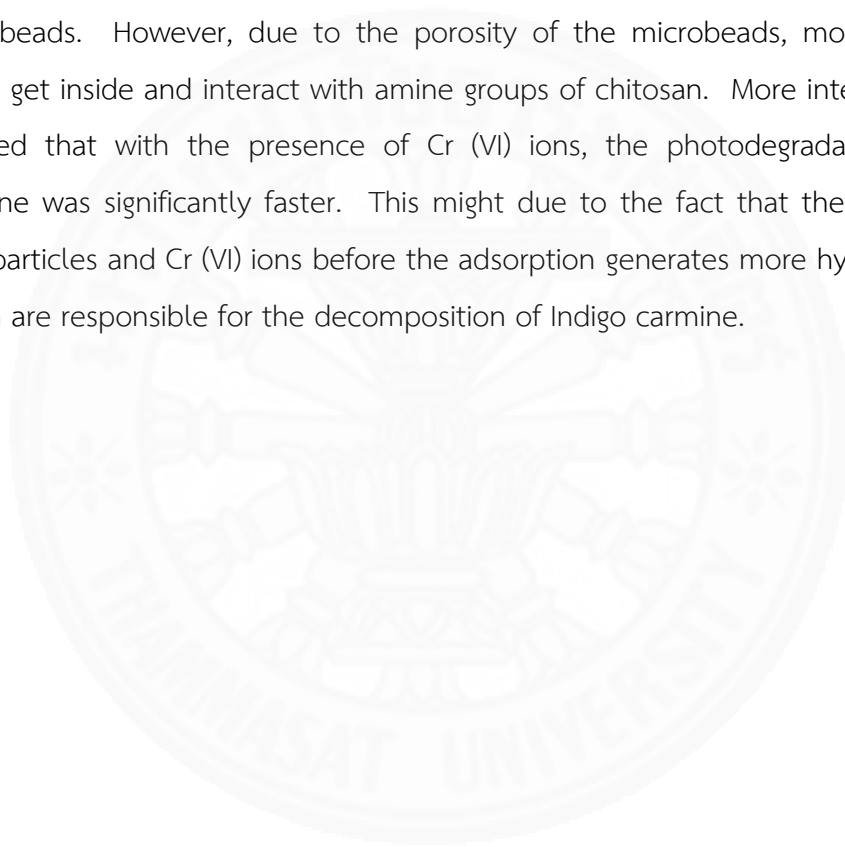 beads. However, due to the porosity of the microbeads, mo
get inside and interact with amine groups of chitosan. More inte
ed that with the presence of Cr (VI) ions, the photodegrada
ne was significantly faster. This might due to the fact that the
particles and Cr (VI) ions before the adsorption generates more hy
are responsible for the decomposition of Indigo carmine.
THAMMASAT UNIVERSITY